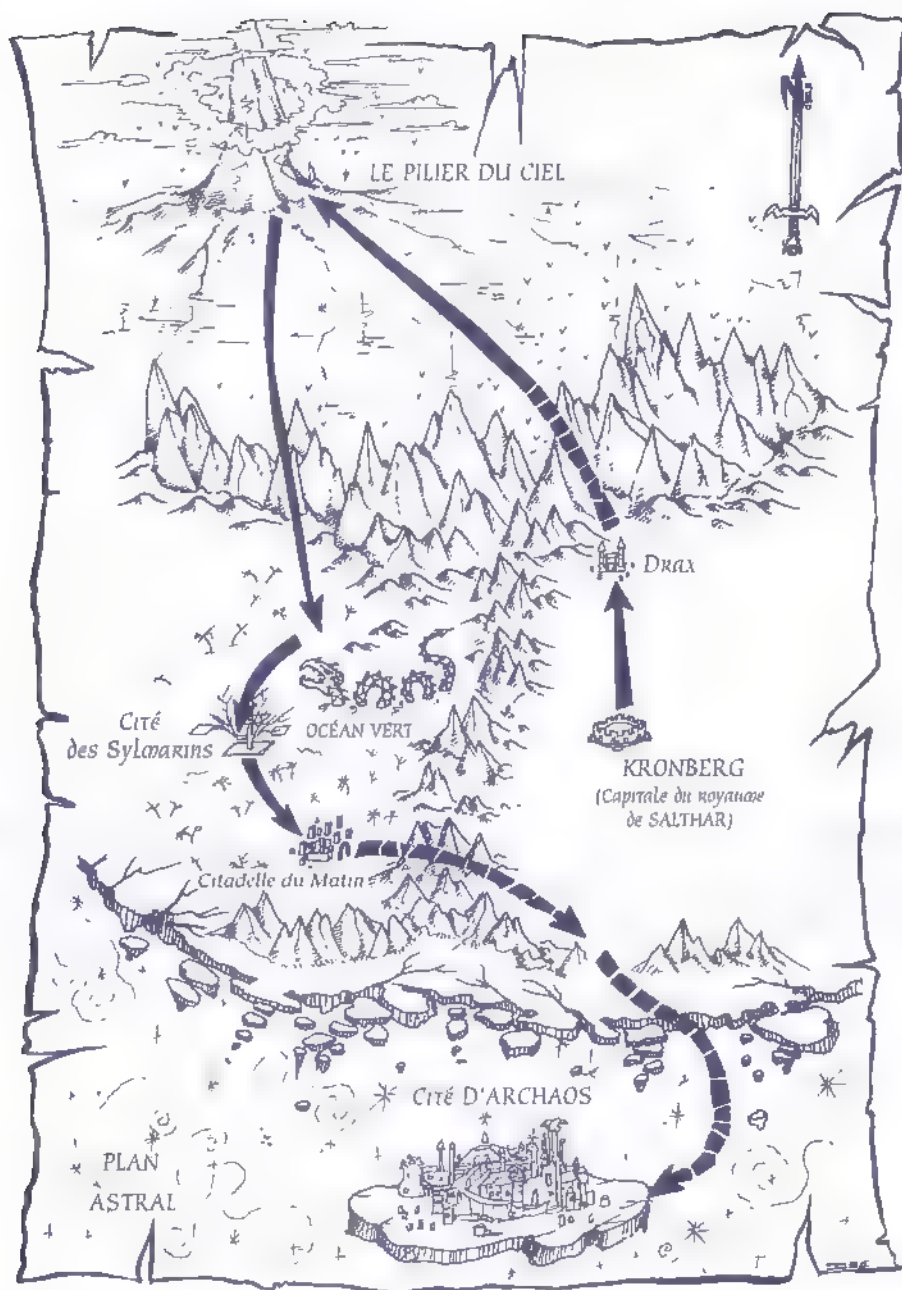 N
LE PILIER DU CIEL
DRAX
Cité
des Sylmarins
OCÉAN VERT
KRONBERG
(Capitale du royaume
de SALTHAR)
Citadelle du Matin
Cité D'ARCHAOS
PLAN
ASTRAL